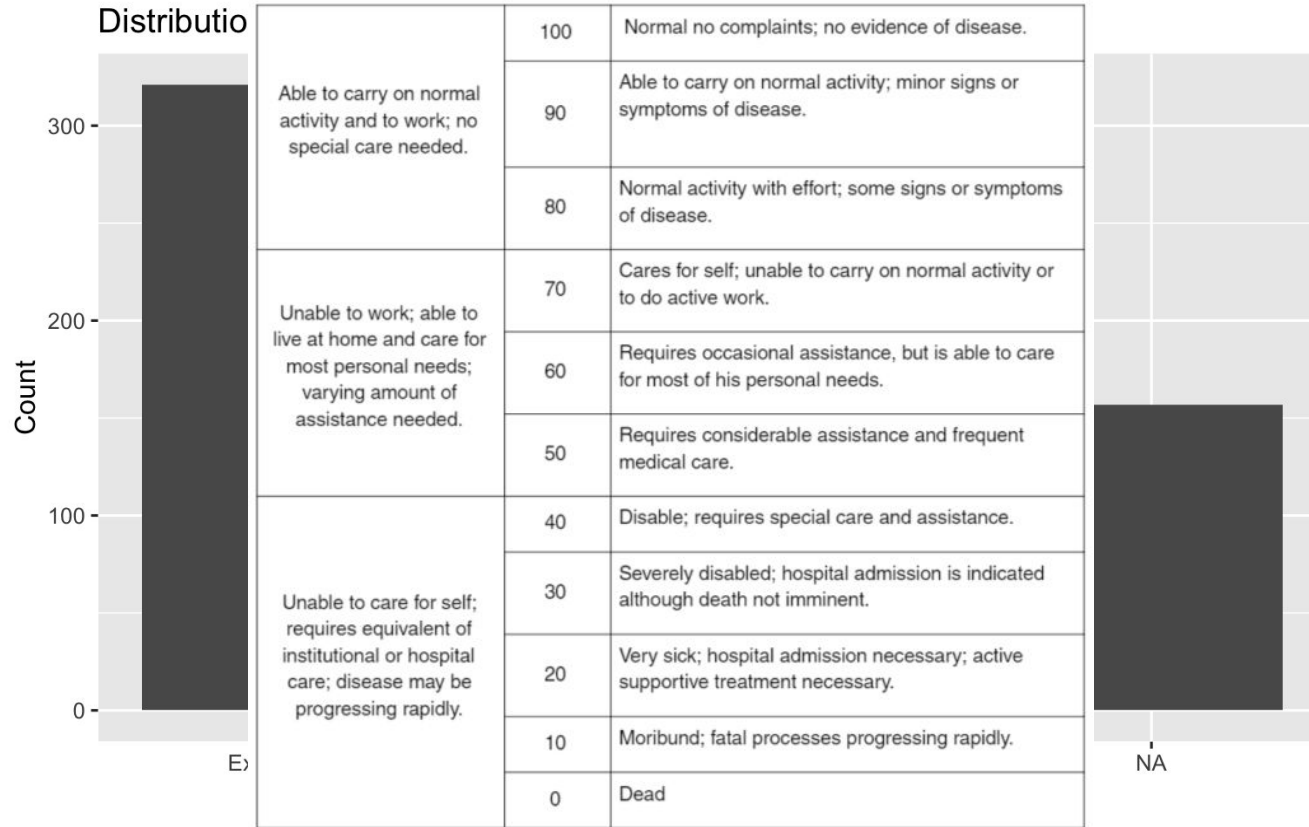 Distributio
Count
300
200
100
0
Ex
NA
Able to carry on normal
activity and to work; no
special care needed.
100
Normal no complaints; no evidence of disease.
90
Able to carry on normal activity; minor signs or
symptoms of disease.
80
Normal activity with effort; some signs or symptoms
of disease.
Unable to work; able to
live at home and care for
most personal needs;
varying amount of
assistance needed.
70
Cares for self; unable to carry on normal activity or
to do active work.
60
Requires occasional assistance, but is able to care
for most of his personal needs.
50
Requires considerable assistance and frequent
medical care.
Unable to care for self;
requires equivalent of
institutional or hospital
care; disease may be
progressing rapidly.
40
Disable; requires special care and assistance.
30
Severely disabled; hospital admission is indicated
although death not imminent.
20
Very sick; hospital admission necessary; active
supportive treatment necessary.
10
Moribund; fatal processes progressing rapidly.
0
Dead